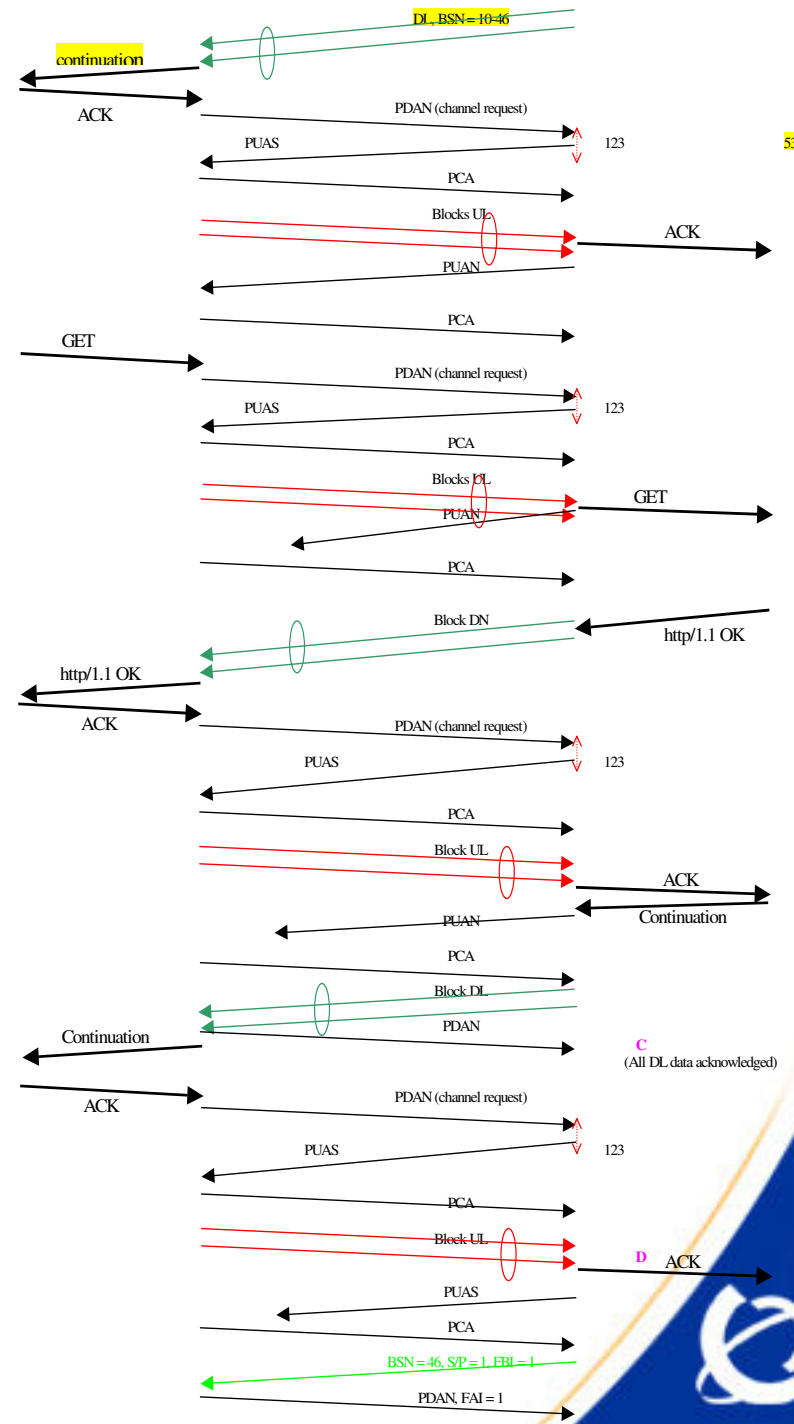 DL, BSN = 10-46
continuation
ACK
PDAN (channel request)
PUAS
123
53
PCA
Blocks UL
ACK
PUAN
PCA
GET
PDAN (channel request)
PUAS
123
PCA
Blocks UL
GET
PUAN
PCA
Block DN
http/1.1 OK
http/1.1 OK
ACK
PDAN (channel request)
PUAS
123
PCA
Block UL
ACK
Continuation
PUAN
PCA
Block DL
PDAN
Continuation
C
(All DL data acknowledged)
ACK
PDAN (channel request)
PUAS
123
PCA
Block UL
D
ACK
PUAS
PCA
BSN = 46, S/P = 1, FBI = 1
PDAN, FAI = 1